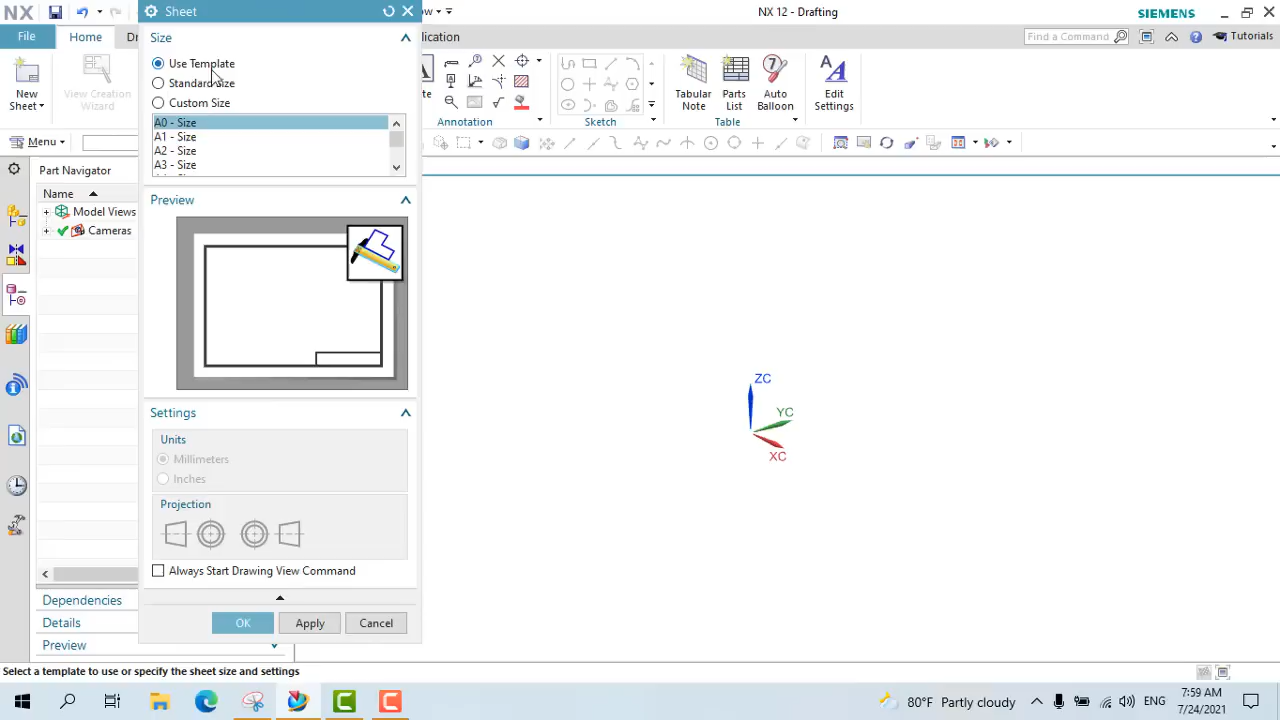 NX
Sheet
ow
NX 12 - Drafting
SIEMENS
File
Home
Dr
lication
Find a Command
Tutorials
Size
Use Template
Standard Size
Custom Size
A0 - Size
A1 - Size
A2 - Size
A3 - Size
New
Sheet
View Creation
Wizard
te
A
Annotation
Sketch
Tabular
Note
Parts
List
Auto
Balloon
Table
Edit
Settings
Menu
Part Navigator
Name
Model Views
Cameras
Preview
ZC
YC
XC
Settings
Units
Millimeters
Inches
Projection
Always Start Drawing View Command
OK
Apply
Cancel
Dependencies
Details
Preview
Select a template to use or specify the sheet size and settings
80°F Partly cloudy
ENG
7:59 AM
7/24/2021